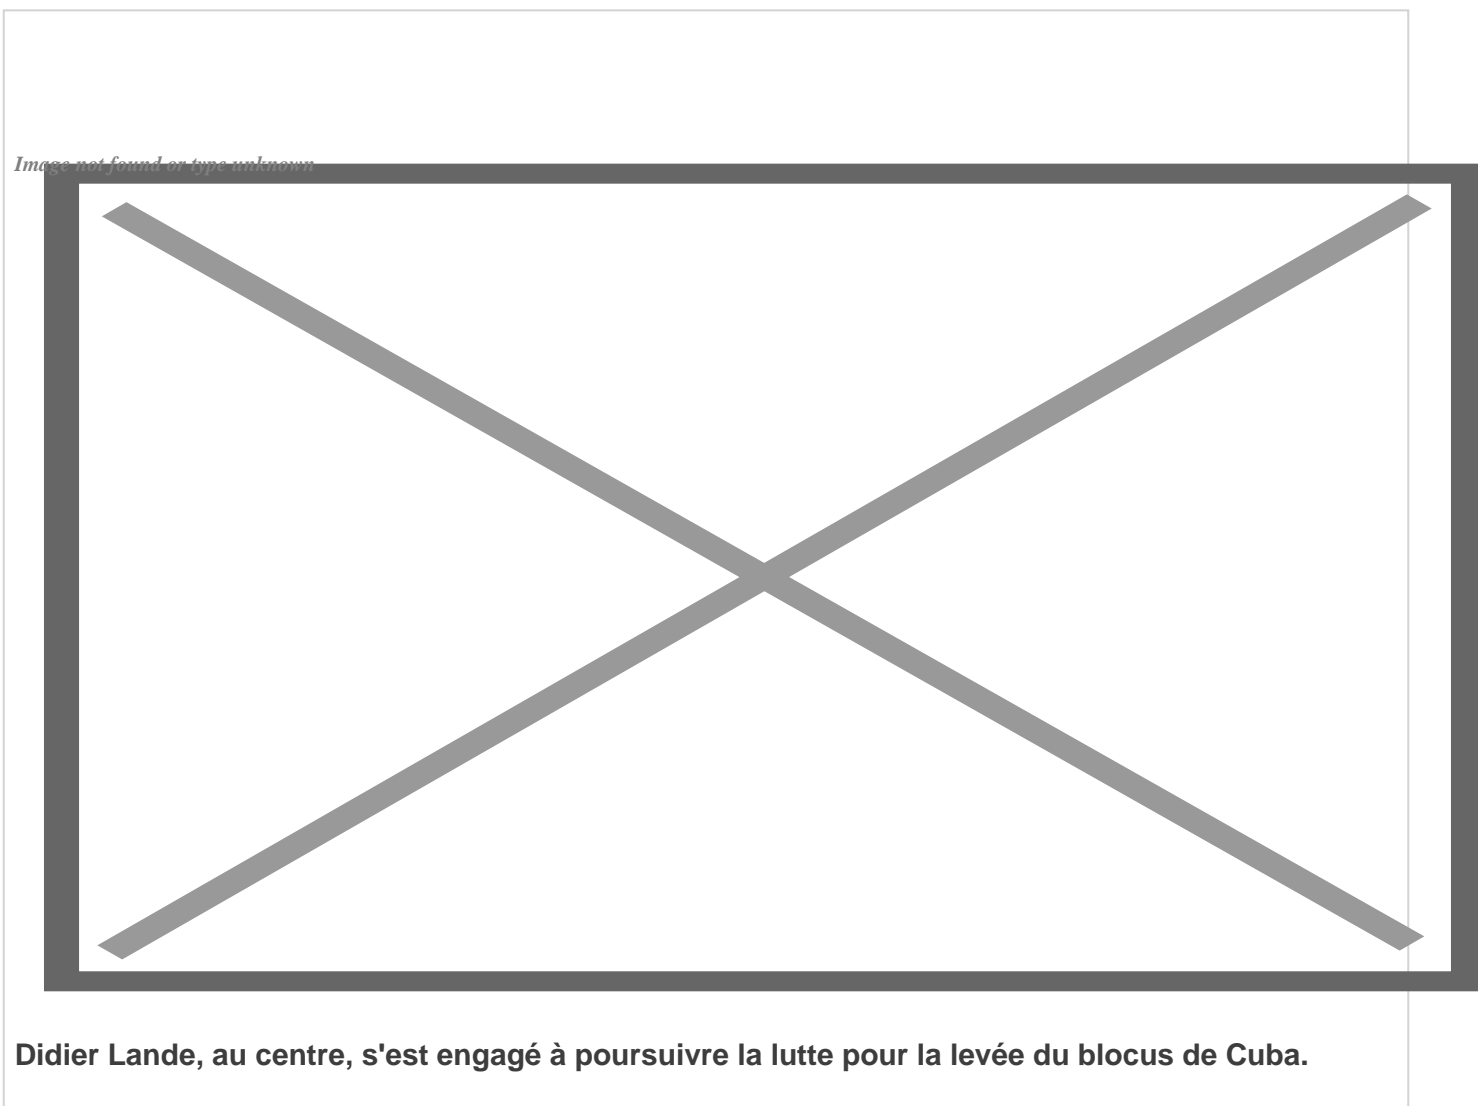 Image not found or type unknown
Didier Lande, au centre, s'est engagé à poursuivre la lutte pour la levée du blocus de Cuba.